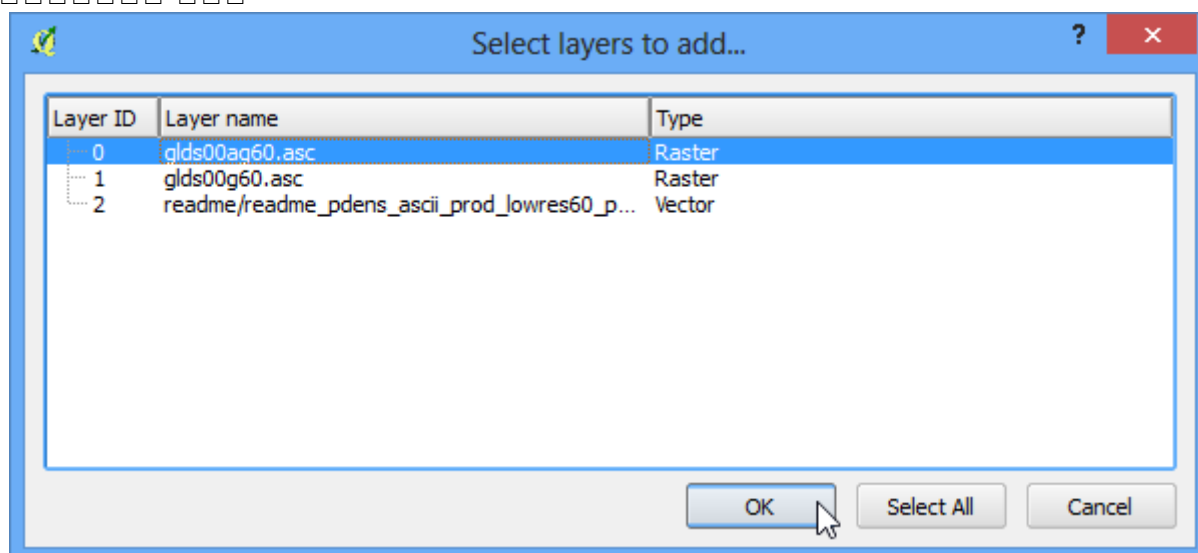 Select layers to add...
?
Layer ID Layer name Type
0 glds00ag60.asc Raster
1 glds00g60.asc Raster
2 readme/readme_pdens_ascii_prod_lowres60_p... Vector
OK Select All Cancel